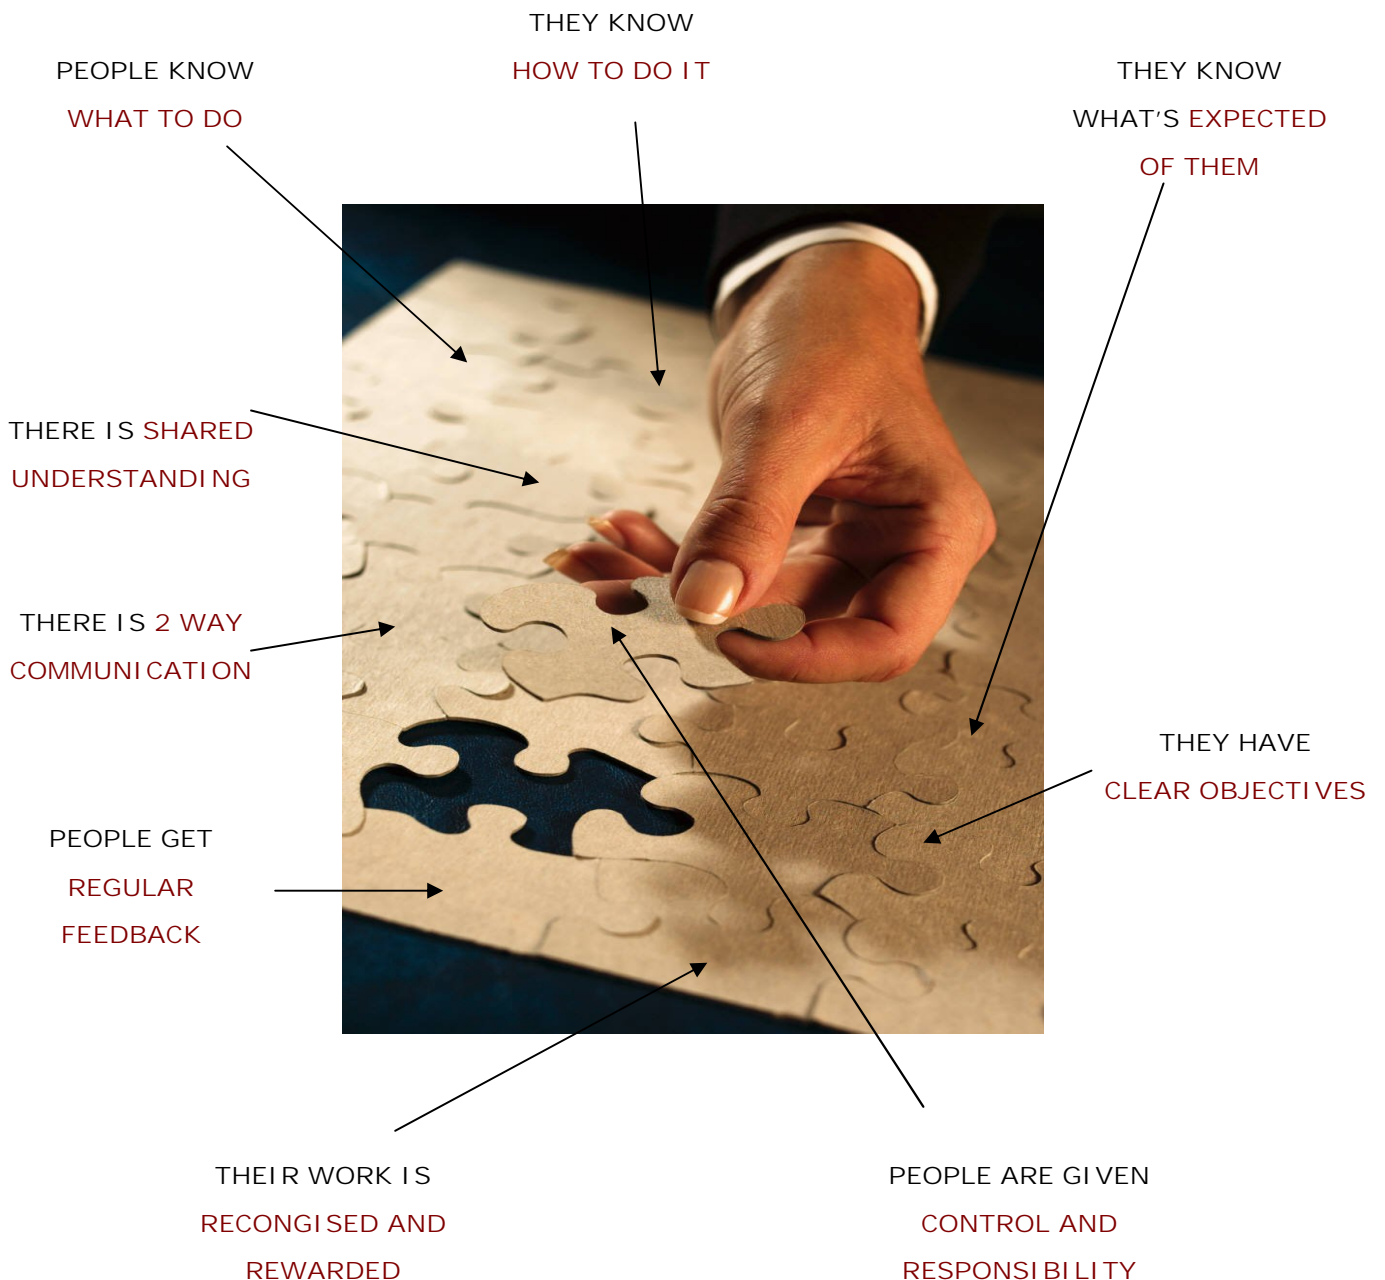 THEY KNOW
HOW TO DO IT
PEOPLE KNOW
WHAT TO DO
THEY KNOW
WHAT'S EXPECTED
OF THEM
THERE IS SHARED
UNDERSTANDING
THERE IS 2 WAY
COMMUNICATION
THEY HAVE
CLEAR OBJECTIVES
PEOPLE GET
REGULAR
FEEDBACK
THEIR WORK IS
RECONGISED AND
REWARDED
PEOPLE ARE GIVEN
CONTROL AND
RESPONSIBILITY